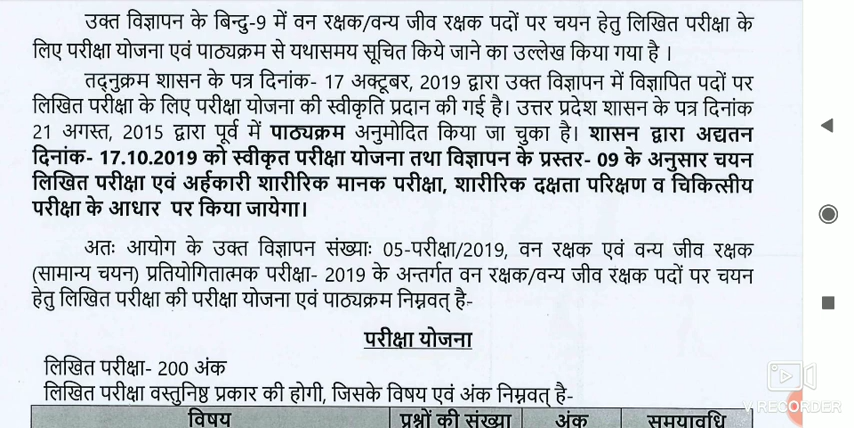 उक्त विज्ञापन के बिन्दु-9 में वन रक्षक/वन्य जीव रक्षक पदों पर चयन हेतु लिखित परीक्षा के
लिए परीक्षा योजना एवं पाठ्यक्रम से यथासमय सूचित किये जाने का उल्लेख किया गया है ।
तद्नुक्रम शासन के पत्र दिनांक- 17 अक्टूबर, 2019 द्वारा उक्त विज्ञापन में विज्ञापित पदों पर
लिखित परीक्षा के लिए परीक्षा योजना की स्वीकृति प्रदान की गई है। उत्तर प्रदेश शासन के पत्र दिनांक
21 अगस्त, 2015 द्वारा पूर्व में पाठ्यक्रम अनुमोदित किया जा चुका है। शासन द्वारा अद्यतन
दिनांक- 17.10.2019 को स्वीकृत परीक्षा योजना तथा विज्ञापन के प्रस्तर- 09 के अनुसार चयन
लिखित परीक्षा एवं अर्हकारी शारीरिक मानक परीक्षा, शारीरिक दक्षता परिक्षण व चिकित्सीय
परीक्षा के आधार पर किया जायेगा।
अतः आयोग के उक्त विज्ञापन संख्याः 05-परीक्षा/2019, वन रक्षक एवं वन्य जीव रक्षक
(सामान्य चयन) प्रतियोगितात्मक परीक्षा- 2019 के अन्तर्गत वन रक्षक/वन्य जीव रक्षक पदों पर चयन
हेतु लिखित परीक्षा की परीक्षा योजना एवं पाठ्यक्रम निम्नवत् है-
परीक्षा योजना
लिखित परीक्षा- 200 अंक
लिखित परीक्षा वस्तुनिष्ठ प्रकार की होगी, जिसके विषय एवं अंक निम्नवत् है-
विषय प्रश्नों की संख्या अंक समयावधि
V RECORDER